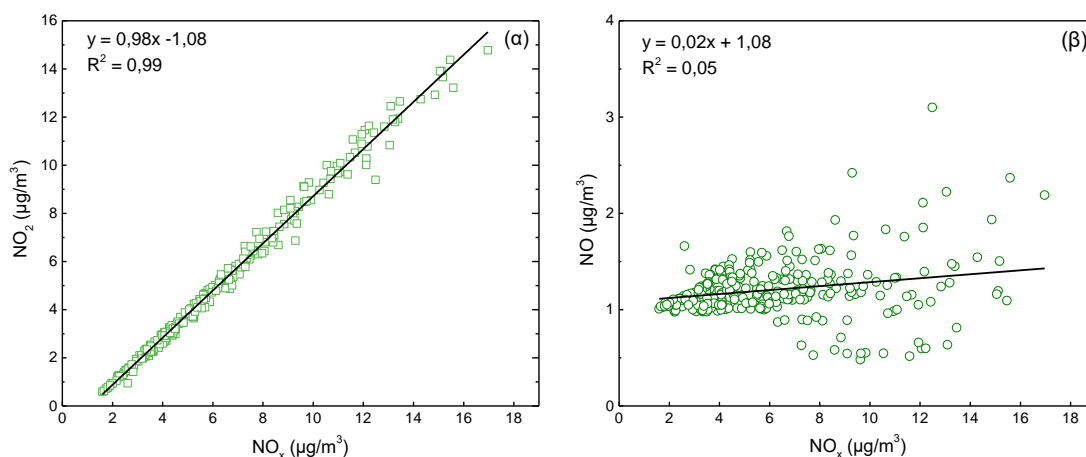 y = 0,98x -1,08
R² = 0,99
(α)
16
14
12
10
8
6
4
2
0
NO₂ (µg/m³)
0 2 4 6 8 10 12 14 16 18
NOₓ (µg/m³)
y = 0,02x + 1,08
R² = 0,05
(β)
4
3
2
1
0
NO (µg/m³)
0 2 4 6 8 10 12 14 16 18
NOₓ (µg/m³)